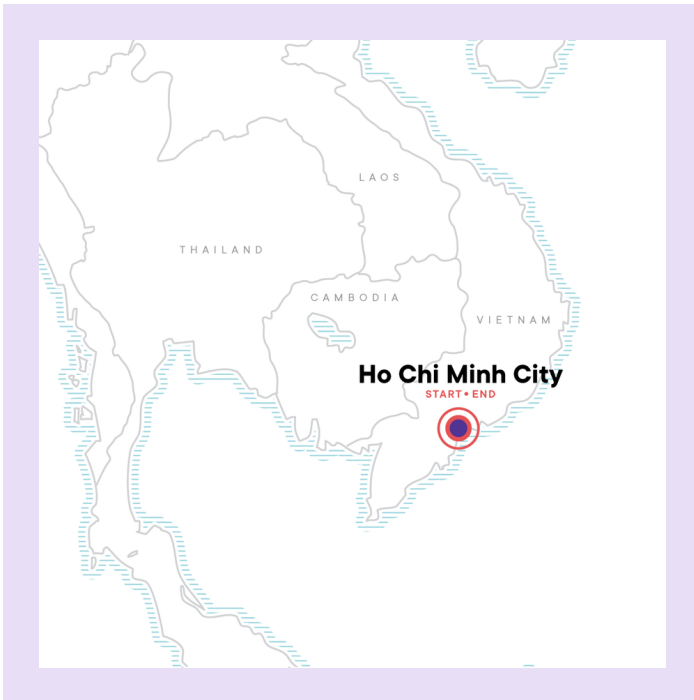 LAOS
THAILAND
CAMBODIA
VIETNAM
Ho Chi Minh City
START • END